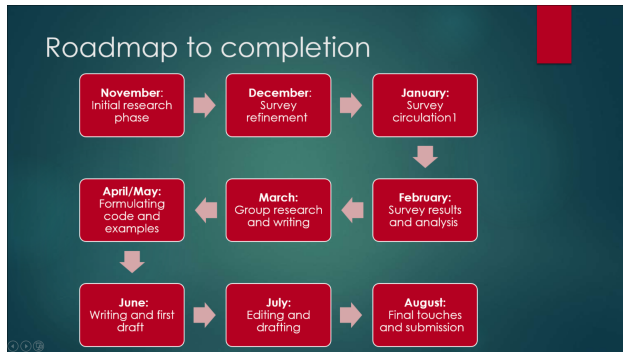 Roadmap to completion
November:
Initial research
phase
December:
Survey
refinement
January:
Survey
circulation1
February:
Survey results
and analysis
March:
Group research
and writing
April/May:
Formulating
code and
examples
June:
Writing and first
draft
July:
Editing and
drafting
August:
Final touches
and submission